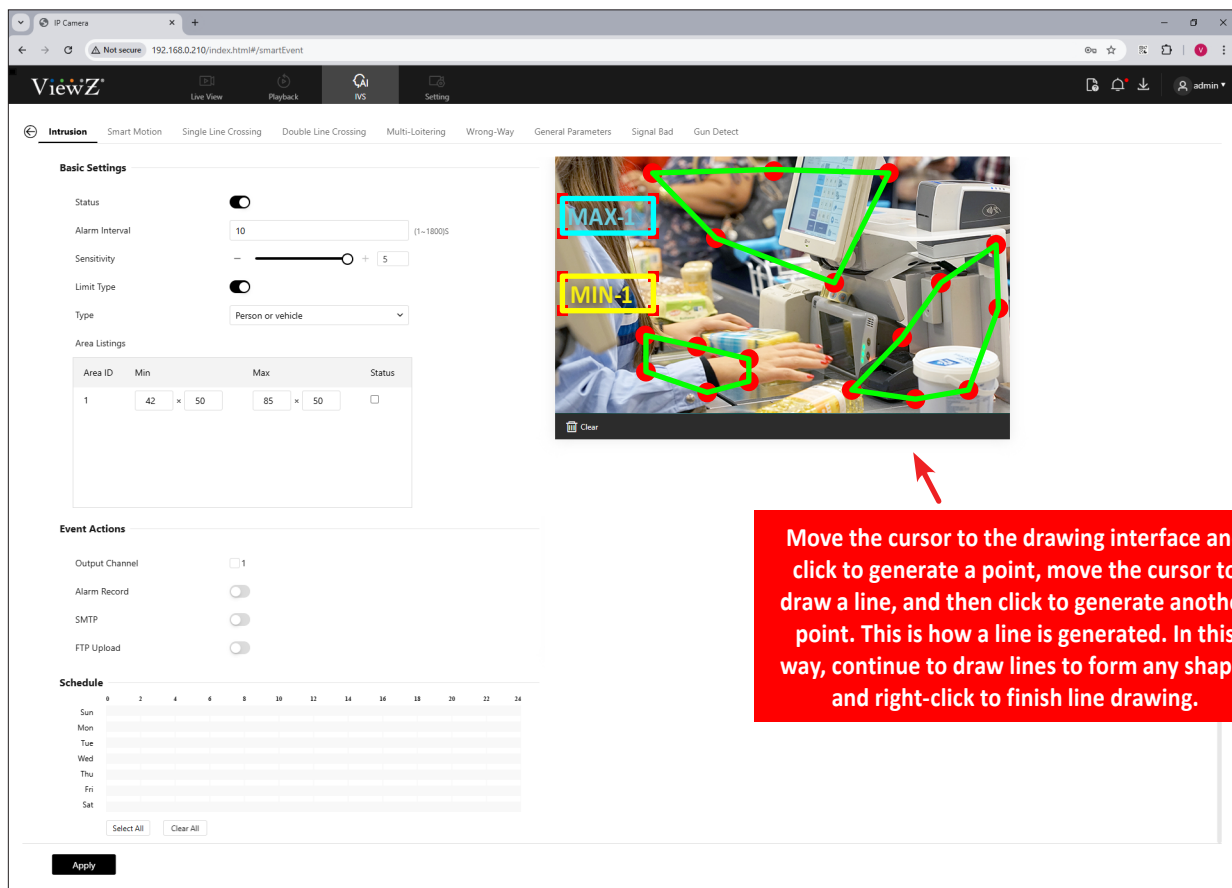 IP Camera
Not secure 192.168.0.210/index.html#/smartEvent
V
ViewZ
Live View Playback AI IVS Setting
admin
Intrusion Smart Motion Single Line Crossing Double Line Crossing Multi-Loitering Wrong-Way General Parameters Signal Bad Gun Detect
Basic Settings
Status
Alarm Interval 10 (1~1800)S
Sensitivity − + 5
Limit Type
Type Person or vehicle
Area Listings
Area ID Min Max Status
1 42 × 50 85 × 50
MAX-1
MIN-1
Clear
Move the cursor to the drawing interface an
click to generate a point, move the cursor to
draw a line, and then click to generate anothe
point. This is how a line is generated. In this
way, continue to draw lines to form any shap
and right-click to finish line drawing.
Event Actions
Output Channel 1
Alarm Record
SMTP
FTP Upload
Schedule
0 2 4 6 8 10 12 14 16 18 20 22 24
Sun
Mon
Tue
Wed
Thu
Fri
Sat
Select All Clear All
Apply